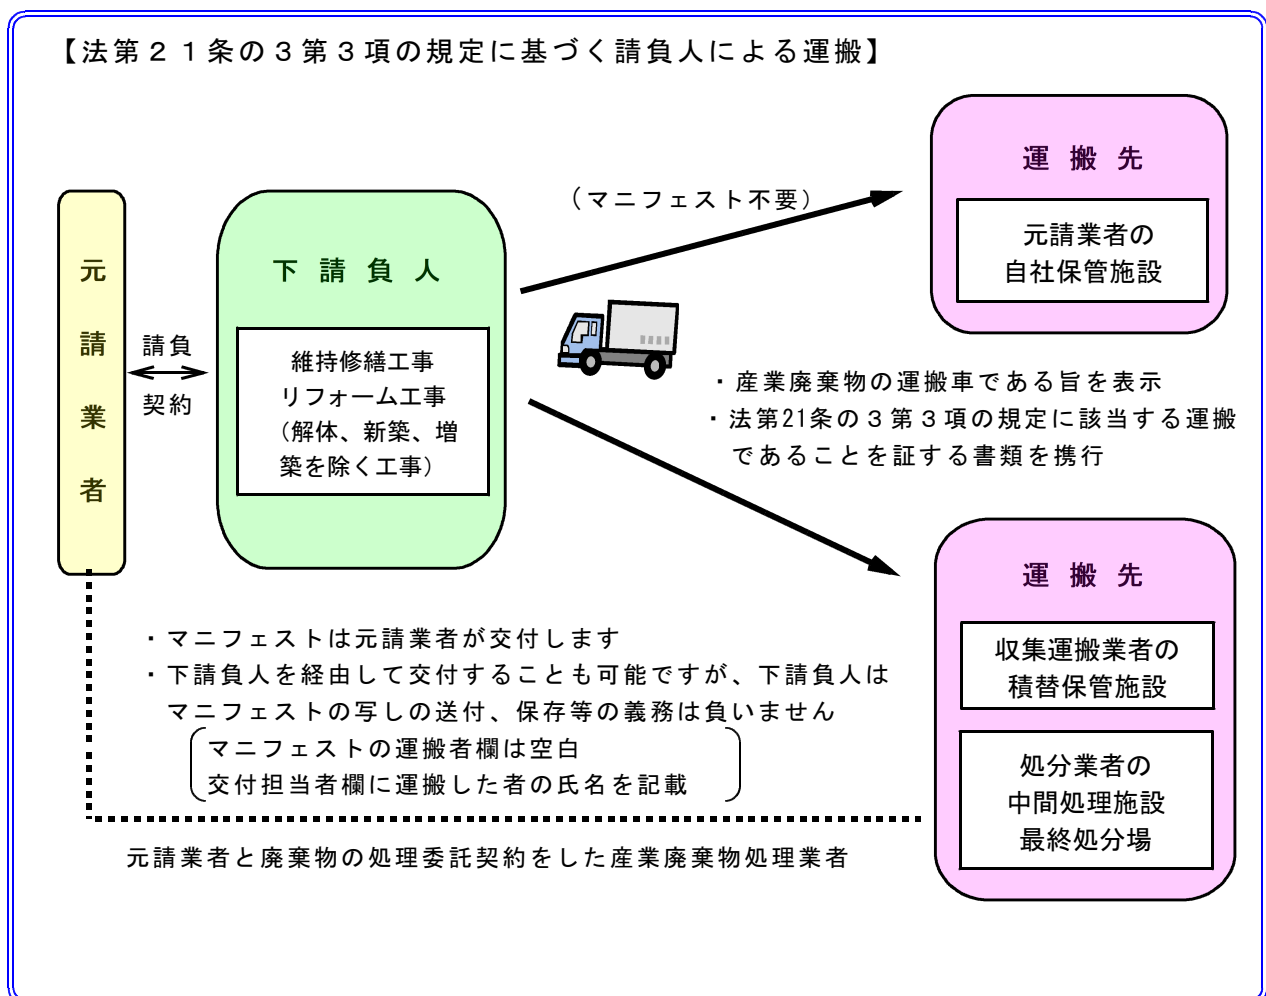 【法第２１条の３第３項の規定に基づく請負人による運搬】
元請業者
請負
契約
下請負人
維持修繕工事
リフォーム工事
(解体、新築、増
築を除く工事)
(マニフェスト不要)
運搬先
元請業者の
自社保管施設
・産業廃棄物の運搬車である旨を表示
・法第21条の３第３項の規定に該当する運搬
であることを証する書類を携行
運搬先
収集運搬業者の
積替保管施設
処分業者の
中間処理施設
最終処分場
・マニフェストは元請業者が交付します
・下請負人を経由して交付することも可能ですが、下請負人は
マニフェストの写しの送付、保存等の義務は負いません
マニフェストの運搬者欄は空白
交付担当者欄に運搬した者の氏名を記載
元請業者と廃棄物の処理委託契約をした産業廃棄物処理業者